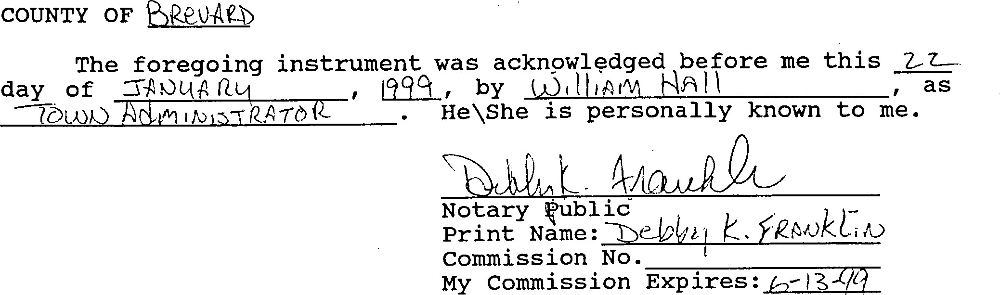 COUNTY OF BREVARD
The foregoing instrument was acknowledged before me this 22
day of JANUARY, 1999, by WilliAM HAll, as
TOWN AdMINISTRATOR. He\She is personally known to me.
Debby K. Franklin
Notary Public
Print Name: Debby K. FRANKLiN
Commission No.
My Commission Expires: 6-13-99